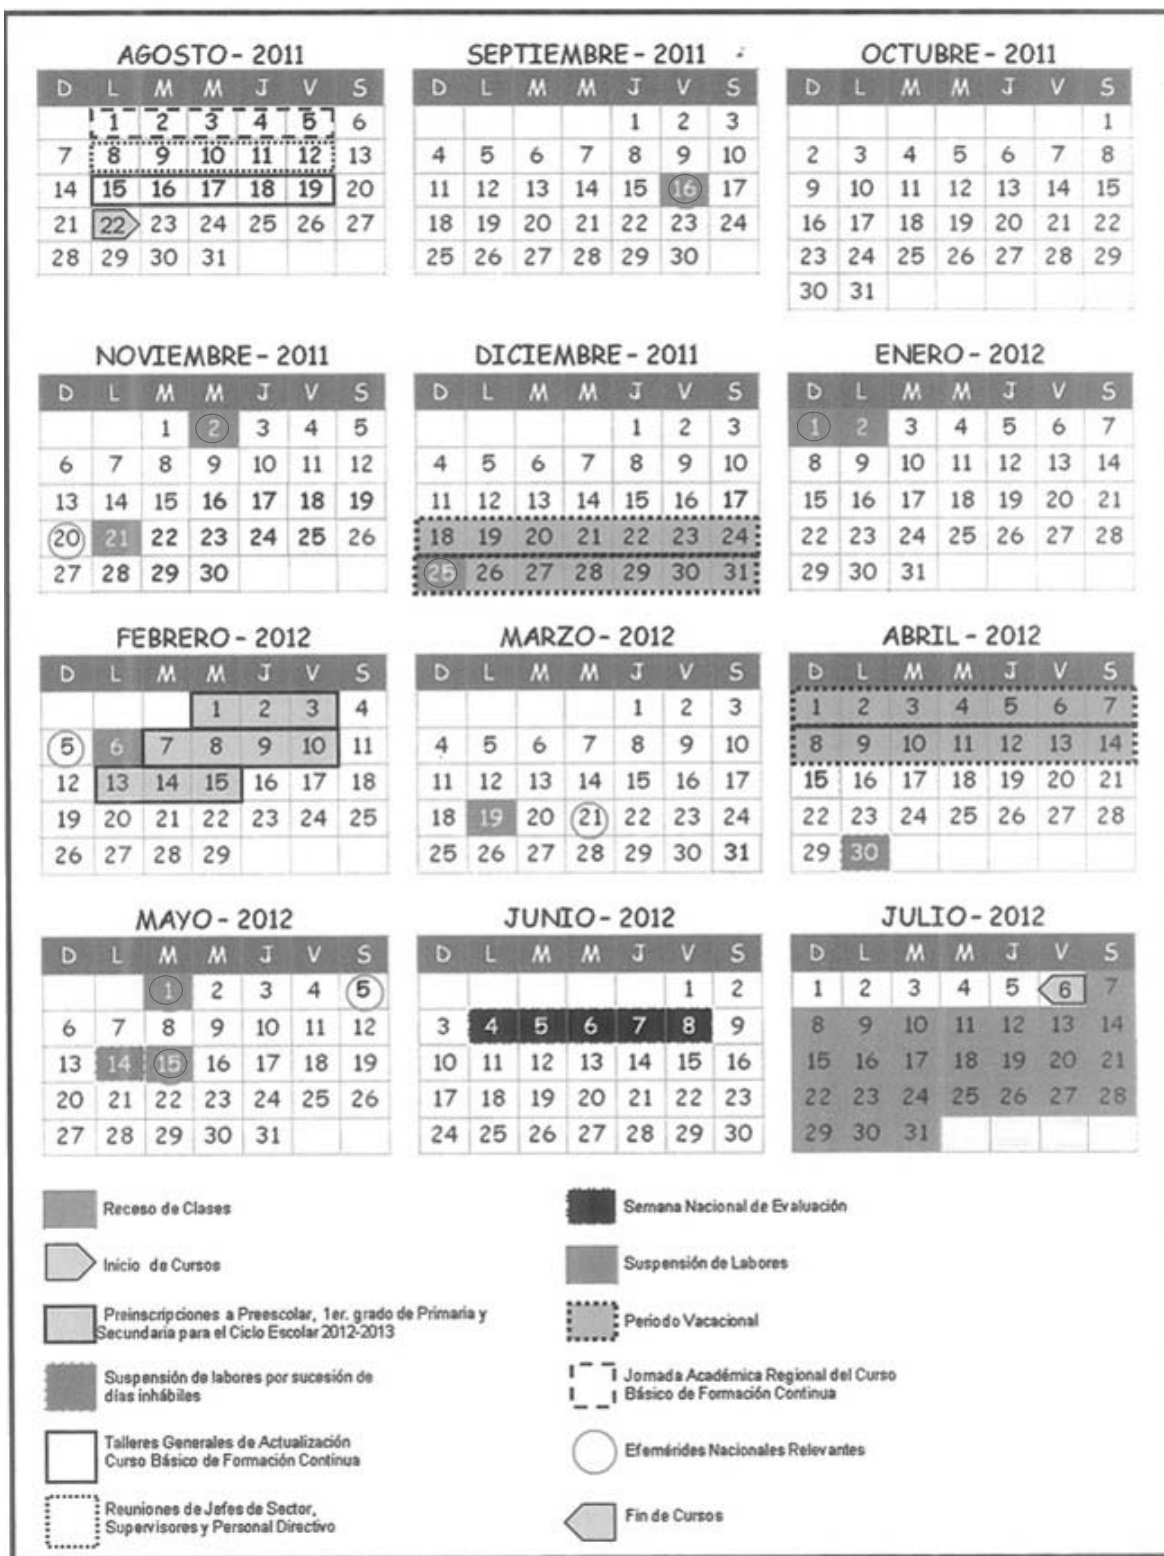 AGOSTO - 2011
D L M M J V S
1 2 3 4 5 6
7 8 9 10 11 12 13
14 15 16 17 18 19 20
21 22 23 24 25 26 27
28 29 30 31
SEPTIEMBRE - 2011
D L M M J V S
1 2 3
4 5 6 7 8 9 10
11 12 13 14 15 16 17
18 19 20 21 22 23 24
25 26 27 28 29 30
OCTUBRE - 2011
D L M M J V S
1
2 3 4 5 6 7 8
9 10 11 12 13 14 15
16 17 18 19 20 21 22
23 24 25 26 27 28 29
30 31
NOVIEMBRE - 2011
D L M M J V S
1 2 3 4 5
6 7 8 9 10 11 12
13 14 15 16 17 18 19
20 21 22 23 24 25 26
27 28 29 30
DICIEMBRE - 2011
D L M M J V S
1 2 3
4 5 6 7 8 9 10
11 12 13 14 15 16 17
18 19 20 21 22 23 24
25 26 27 28 29 30 31
ENERO - 2012
D L M M J V S
1 2 3 4 5 6 7
8 9 10 11 12 13 14
15 16 17 18 19 20 21
22 23 24 25 26 27 28
29 30 31
FEBRERO - 2012
D L M M J V S
1 2 3 4
5 6 7 8 9 10 11
12 13 14 15 16 17 18
19 20 21 22 23 24 25
26 27 28 29
MARZO - 2012
D L M M J V S
1 2 3
4 5 6 7 8 9 10
11 12 13 14 15 16 17
18 19 20 21 22 23 24
25 26 27 28 29 30 31
ABRIL - 2012
D L M M J V S
1 2 3 4 5 6 7
8 9 10 11 12 13 14
15 16 17 18 19 20 21
22 23 24 25 26 27 28
29 30
MAYO - 2012
D L M M J V S
1 2 3 4 5
6 7 8 9 10 11 12
13 14 15 16 17 18 19
20 21 22 23 24 25 26
27 28 29 30 31
JUNIO - 2012
D L M M J V S
1 2
3 4 5 6 7 8 9
10 11 12 13 14 15 16
17 18 19 20 21 22 23
24 25 26 27 28 29 30
JULIO - 2012
D L M M J V S
1 2 3 4 5 6 7
8 9 10 11 12 13 14
15 16 17 18 19 20 21
22 23 24 25 26 27 28
29 30 31
Receso de Clases
Inicio de Cursos
Preinscripciones a Preescolar, 1er. grado de Primaria y
Secundaria para el Ciclo Escolar 2012-2013
Suspensión de labores por sucesión de
días inhábiles
Talleres Generales de Actualización
Curso Básico de Formación Continua
Reuniones de Jefes de Sector,
Supervisores y Personal Directivo
Semana Nacional de Evaluación
Suspensión de Labores
Periodo Vacacional
Jornada Académica Regional del Curso
Básico de Formación Continua
Efemérides Nacionales Relevantes
Fin de Cursos